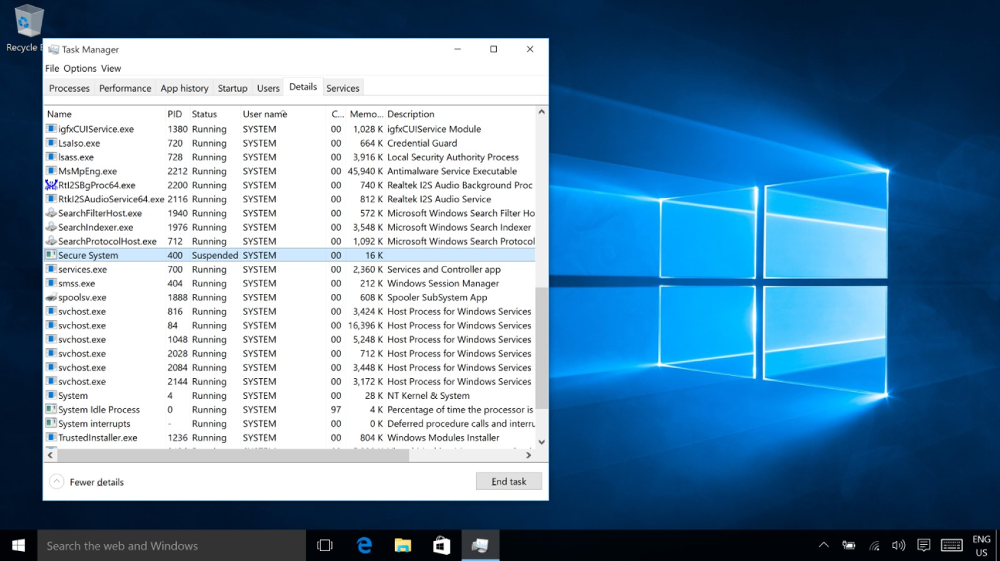 Recycle
Task Manager
File Options View
Processes Performance App history Startup Users Details Services
Name PID Status User name C... Memo... Description
igfxCUIService.exe 1380 Running SYSTEM 00 1,028 K igfxCUIService Module
LsaIso.exe 720 Running SYSTEM 00 664 K Credential Guard
lsass.exe 728 Running SYSTEM 00 3,916 K Local Security Authority Process
MsMpEng.exe 2212 Running SYSTEM 00 45,940 K Antimalware Service Executable
RtI2SBgProc64.exe 2200 Running SYSTEM 00 740 K Realtek I2S Audio Background Proc
RtkI2SAudioService64.exe 2116 Running SYSTEM 00 812 K Realtek I2S Audio Service
SearchFilterHost.exe 1940 Running SYSTEM 00 572 K Microsoft Windows Search Filter Ho
SearchIndexer.exe 1976 Running SYSTEM 00 3,548 K Microsoft Windows Search Indexer
SearchProtocolHost.exe 712 Running SYSTEM 00 1,092 K Microsoft Windows Search Protocol
Secure System 400 Suspended SYSTEM 00 16 K
services.exe 700 Running SYSTEM 00 2,360 K Services and Controller app
smss.exe 404 Running SYSTEM 00 212 K Windows Session Manager
spoolsv.exe 1888 Running SYSTEM 00 608 K Spooler SubSystem App
svchost.exe 816 Running SYSTEM 00 3,424 K Host Process for Windows Services
svchost.exe 84 Running SYSTEM 00 16,396 K Host Process for Windows Services
svchost.exe 1048 Running SYSTEM 00 5,248 K Host Process for Windows Services
svchost.exe 2028 Running SYSTEM 00 712 K Host Process for Windows Services
svchost.exe 2084 Running SYSTEM 00 3,448 K Host Process for Windows Services
svchost.exe 2144 Running SYSTEM 00 3,172 K Host Process for Windows Services
System 4 Running SYSTEM 00 28 K NT Kernel & System
System Idle Process 0 Running SYSTEM 97 4 K Percentage of time the processor is
System interrupts - Running SYSTEM 00 0 K Deferred procedure calls and interru
TrustedInstaller.exe 1236 Running SYSTEM 00 804 K Windows Modules Installer
Fewer details End task
Search the web and Windows
ENG
US